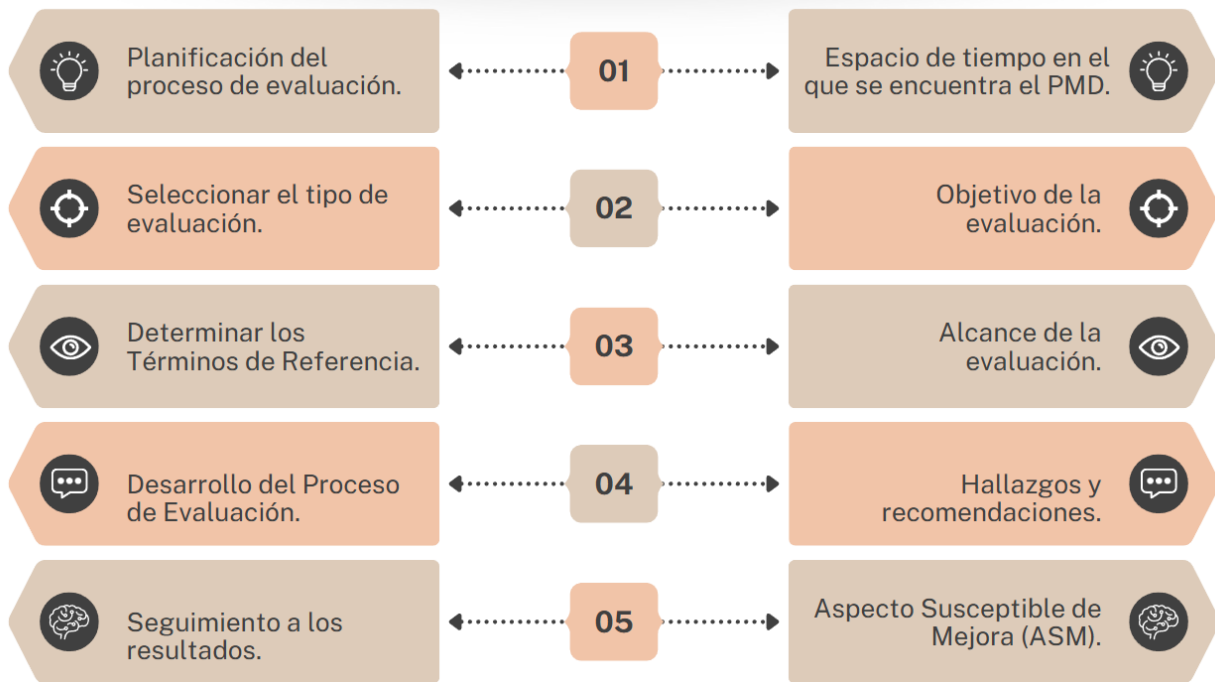 Planificación del
proceso de evaluación.
01
Espacio de tiempo en el
que se encuentra el PMD.
Seleccionar el tipo de
evaluación.
02
Objetivo de la
evaluación.
Determinar los
Términos de Referencia.
03
Alcance de la
evaluación.
Desarrollo del Proceso
de Evaluación.
04
Hallazgos y
recomendaciones.
Seguimiento a los
resultados.
05
Aspecto Susceptible de
Mejora (ASM).